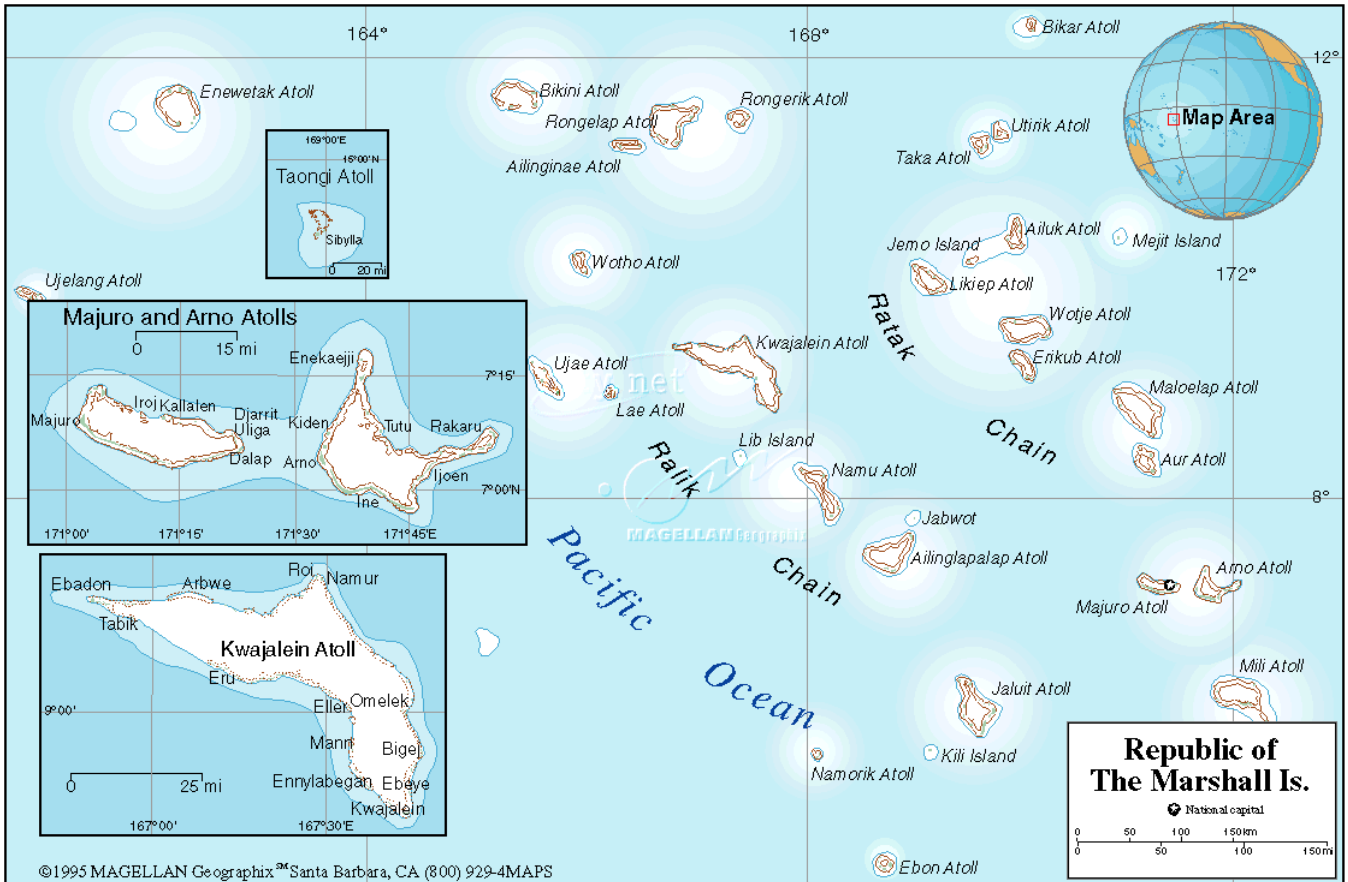 164°
168°
Bikar Atoll
12°
Enewetak Atoll
Bikini Atoll
Rongelap Atoll
Rongerik Atoll
Ailinginae Atoll
Utirik Atoll
Taka Atoll
Map Area
169°00'E
15°00'N
Taongi Atoll
Sibylla
0 20 mi
Wotho Atoll
Jemo Island
Ailuk Atoll
Mejit Island
Likiep Atoll
172°
Ujelang Atoll
Ratak
Wotje Atoll
Erikub Atoll
Kwajalein Atoll
Ujae Atoll
Lae Atoll
Maloelap Atoll
Chain
Aur Atoll
Lib Island
Ralik
Namu Atoll
8°
Jabwot
Ailinglapalap Atoll
Chain
MAGELLAN Geographix
Pacific
Ocean
Arno Atoll
Majuro Atoll
Mili Atoll
Jaluit Atoll
Kili Island
Namorik Atoll
Ebon Atoll
Majuro and Arno Atolls
0 15 mi
Enekaejji
7°15'
Majuro
Iroj
Kallalen
Djarrit
Uliga
Dalap
Kiden
Tutu
Rakaru
Arno
Ijoen
Ine
7°00'N
171°00'
171°15'
171°30'
171°45'E
Roi
Namur
Ebadon
Arbwe
Tabik
Kwajalein Atoll
Eru
Omelek
Eller
9°00'
Mann
Bigej
Ennylabegan
Ebeye
Kwajalein
0 25 mi
167°00'
167°30'E
Republic of
The Marshall Is.
National capital
0 50 100 150km
0 50 100 150mi
©1995 MAGELLAN Geographix℠ Santa Barbara, CA (800) 929-4MAPS